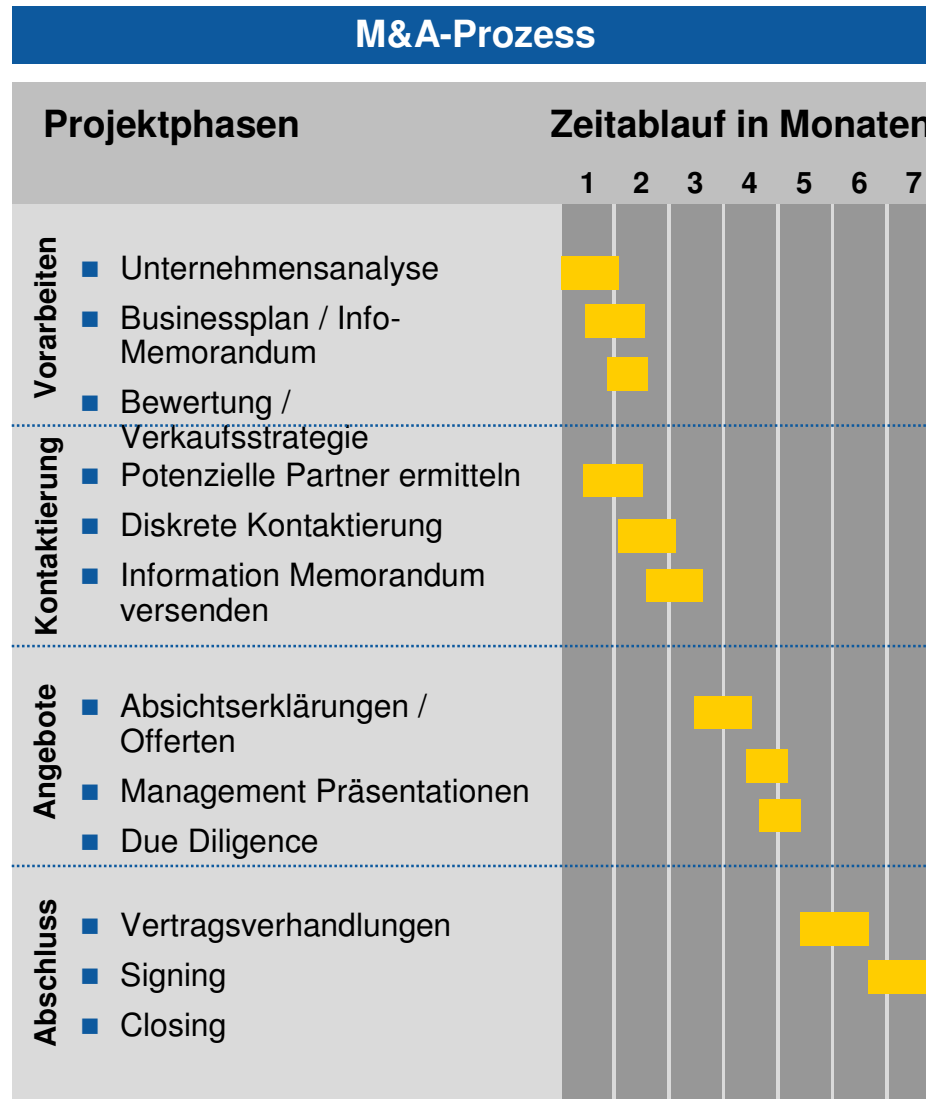 M&A-Prozess
Projektphasen
Zeitablauf in Monaten
1 2 3 4 5 6 7
Vorarbeiten
Unternehmensanalyse
Businessplan / Info-
Memorandum
Bewertung /
Verkaufsstrategie
Kontaktierung
Potenzielle Partner ermitteln
Diskrete Kontaktierung
Information Memorandum
versenden
Angebote
Absichtserklärungen /
Offerten
Management Präsentationen
Due Diligence
Abschluss
Vertragsverhandlungen
Signing
Closing